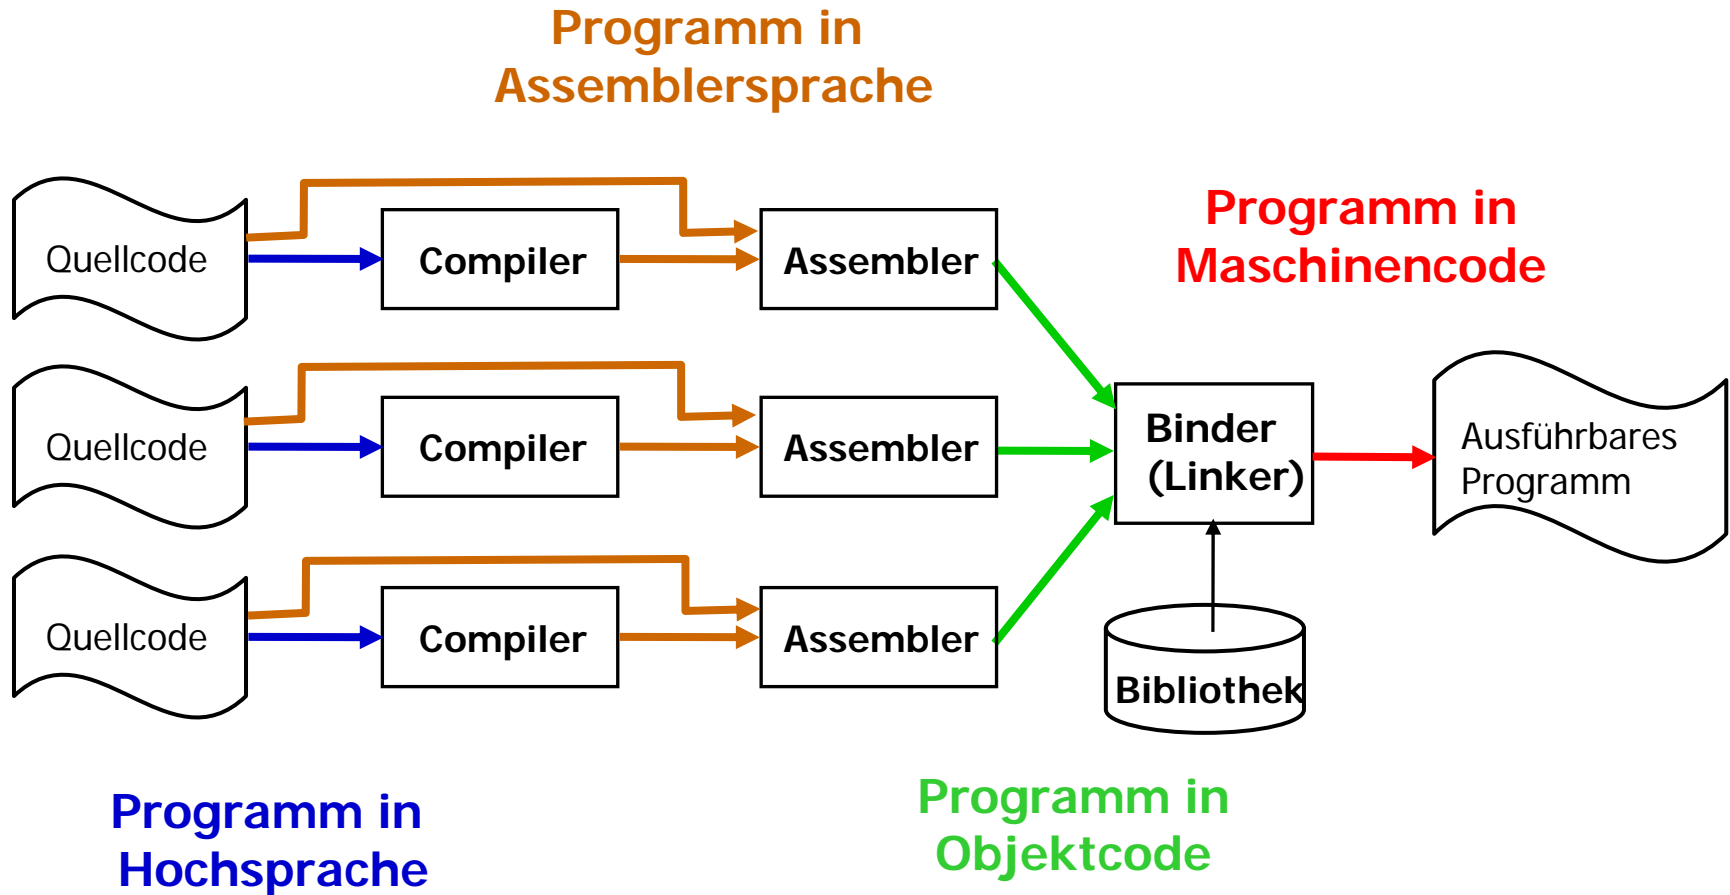 Programm in
Assemblersprache
Programm in
Maschinencode
Quellcode
Compiler
Assembler
Quellcode
Compiler
Assembler
Binder
(Linker)
Ausführbares
Programm
Quellcode
Compiler
Assembler
Bibliothek
Programm in
Hochsprache
Programm in
Objektcode